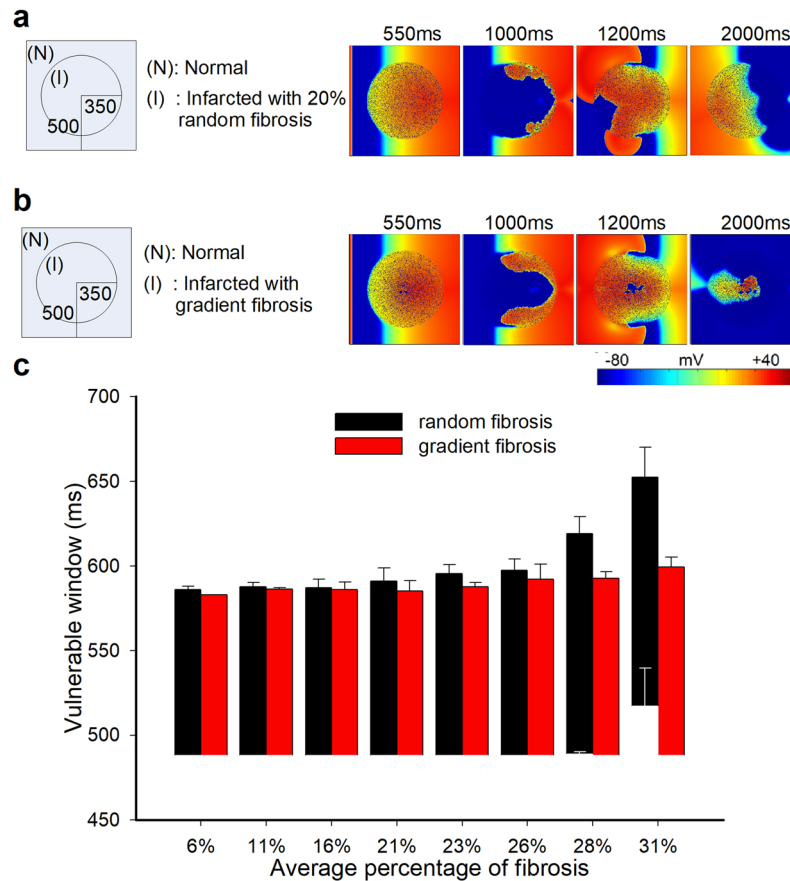 a
(N)
(I)
350
500
(N): Normal
(I) : Infarcted with 20%
random fibrosis
550ms 1000ms 1200ms 2000ms
b
(N)
(I)
350
500
(N): Normal
(I) : Infarcted with
gradient fibrosis
550ms 1000ms 1200ms 2000ms
-80 mV +40
c
700
650
600
550
500
450
Vulnerable window (ms)
random fibrosis
gradient fibrosis
6% 11% 16% 21% 23% 26% 28% 31%
Average percentage of fibrosis